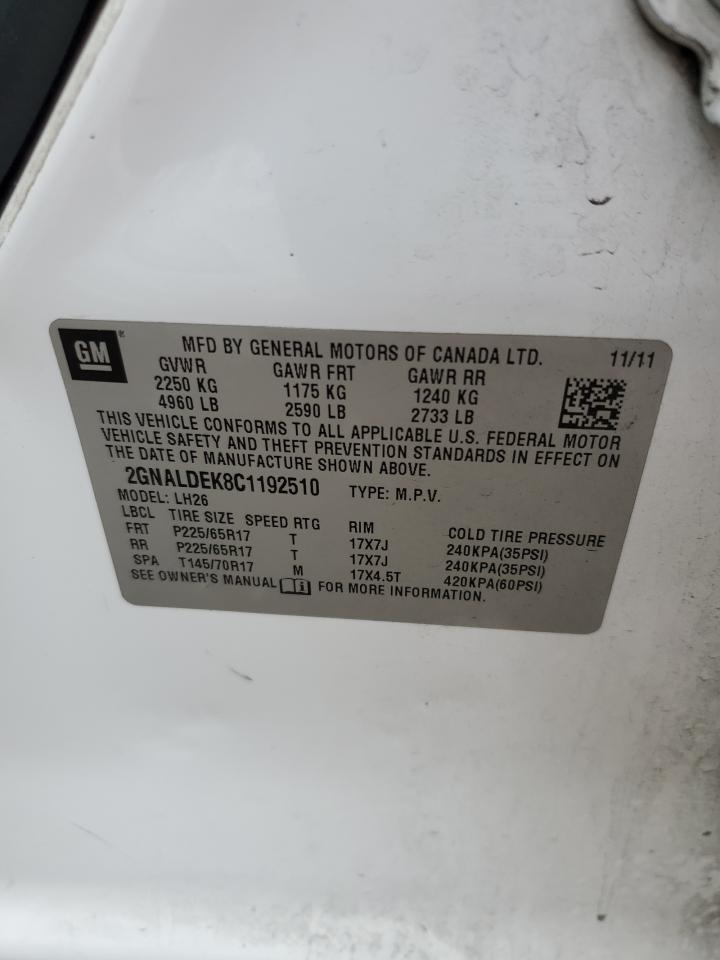 GM ® MFD BY GENERAL MOTORS OF CANADA LTD. 11/11
GVWR GAWR FRT GAWR RR
2250 KG 1175 KG 1240 KG
4960 LB 2590 LB 2733 LB
THIS VEHICLE CONFORMS TO ALL APPLICABLE U.S. FEDERAL MOTOR
VEHICLE SAFETY AND THEFT PREVENTION STANDARDS IN EFFECT ON
THE DATE OF MANUFACTURE SHOWN ABOVE.
2GNALDEK8C1192510 TYPE: M.P.V.
MODEL: LH26
LBCL TIRE SIZE SPEED RTG RIM COLD TIRE PRESSURE
FRT P225/65R17 T 17X7J 240KPA(35PSI)
RR P225/65R17 T 17X7J 240KPA(35PSI)
SPA T145/70R17 M 17X4.5T 420KPA(60PSI)
SEE OWNER'S MANUAL i FOR MORE INFORMATION.